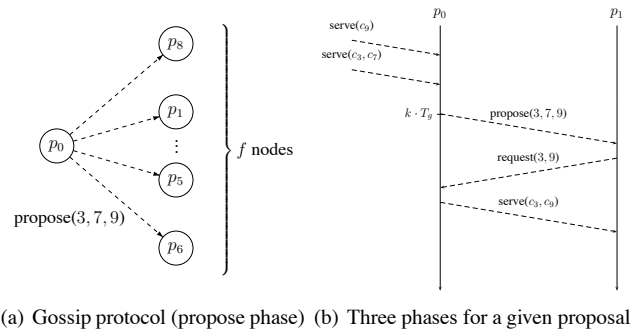 p₈
p₁
⋮
p₀
p₅
p₆
f nodes
propose(3, 7, 9)
p₀
p₁
serve(c₉)
serve(c₃, c₇)
k · T_g
propose(3, 7, 9)
request(3, 9)
serve(c₃, c₉)
(a) Gossip protocol (propose phase)
(b) Three phases for a given proposal